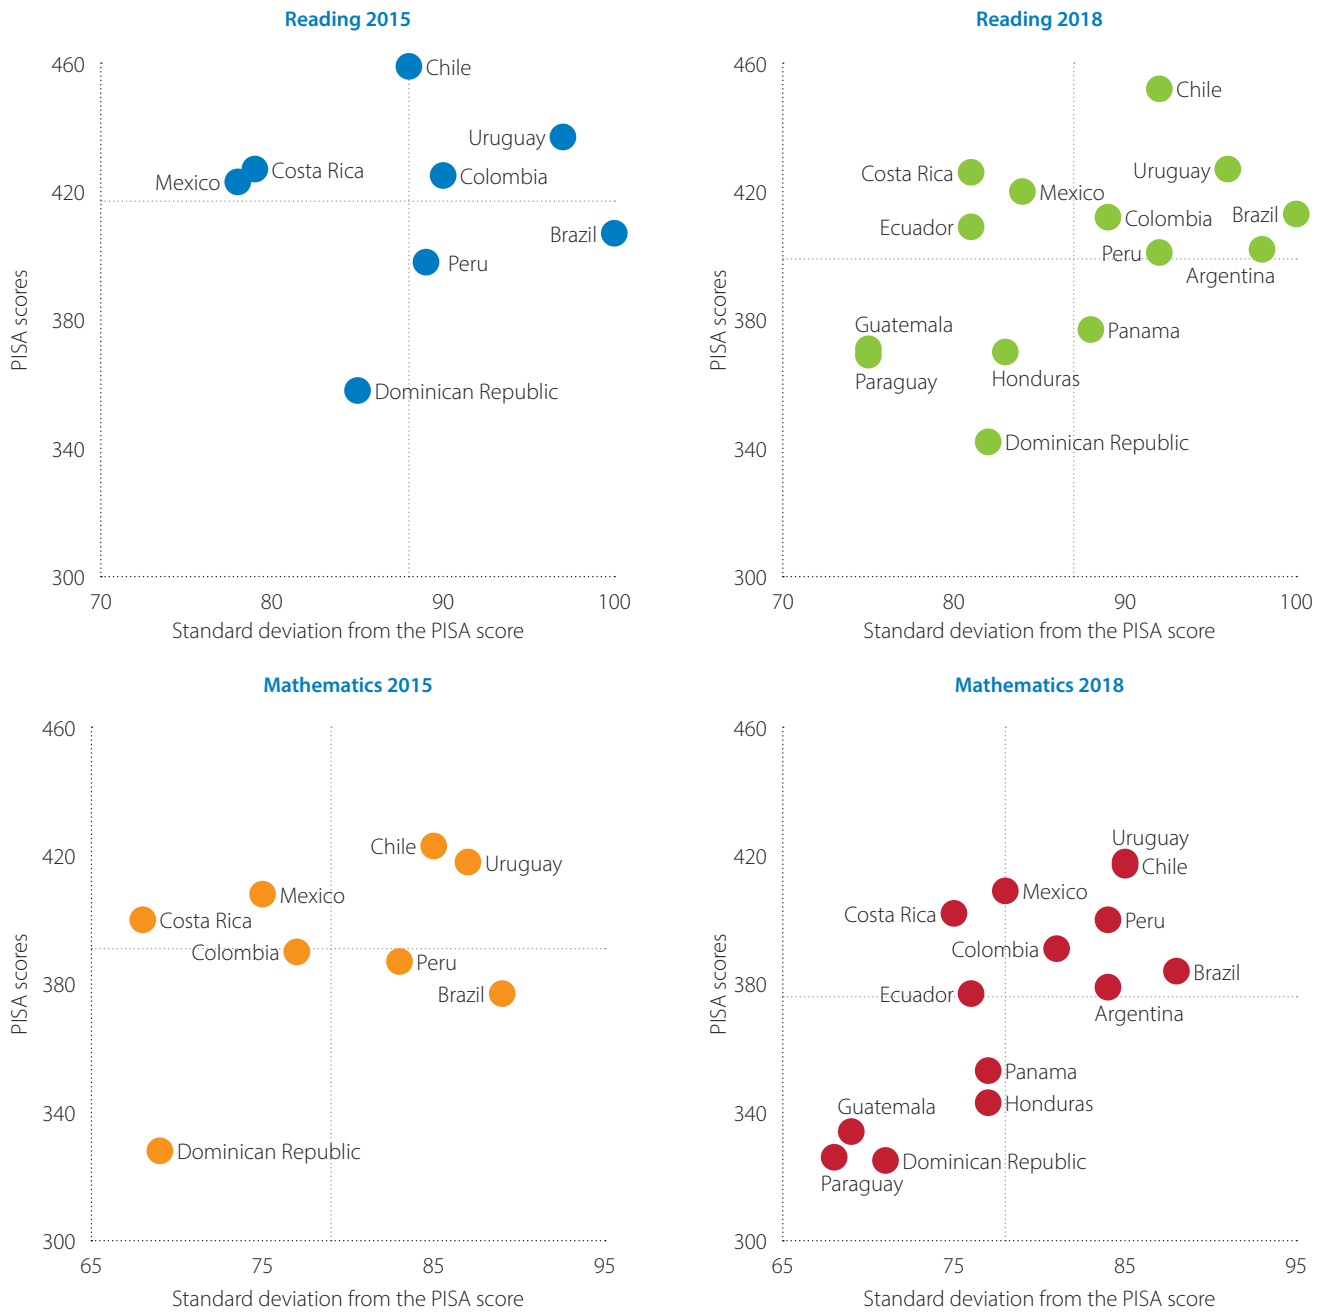 Reading 2015
460
420
380
340
300
PISA scores
Chile
Uruguay
Costa Rica
Mexico
Colombia
Brazil
Peru
Dominican Republic
70
80
90
100
Standard deviation from the PISA score
Reading 2018
460
420
380
340
300
PISA scores
Chile
Costa Rica
Uruguay
Mexico
Ecuador
Colombia
Brazil
Peru
Argentina
Guatemala
Panama
Paraguay
Honduras
Dominican Republic
70
80
90
100
Standard deviation from the PISA score
Mathematics 2015
460
420
380
340
300
PISA scores
Chile
Uruguay
Mexico
Costa Rica
Colombia
Peru
Brazil
Dominican Republic
65
75
85
95
Standard deviation from the PISA score
Mathematics 2018
460
420
380
340
300
PISA scores
Uruguay
Chile
Mexico
Costa Rica
Peru
Colombia
Brazil
Ecuador
Argentina
Panama
Honduras
Guatemala
Dominican Republic
Paraguay
65
75
85
95
Standard deviation from the PISA score